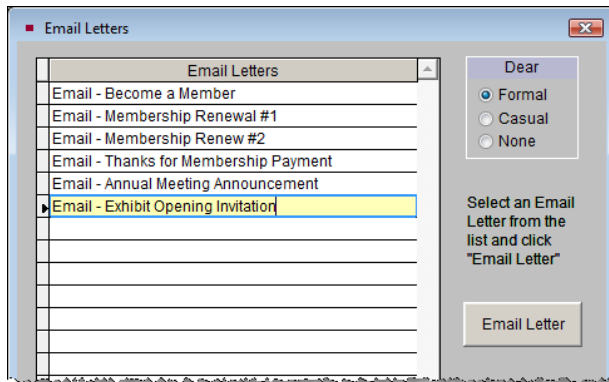 Email Letters
Email Letters
Email - Become a Member
Email - Membership Renewal #1
Email - Membership Renew #2
Email - Thanks for Membership Payment
Email - Annual Meeting Announcement
Email - Exhibit Opening Invitation
Dear
Formal
Casual
None
Select an Email
Letter from the
list and click
"Email Letter"
Email Letter